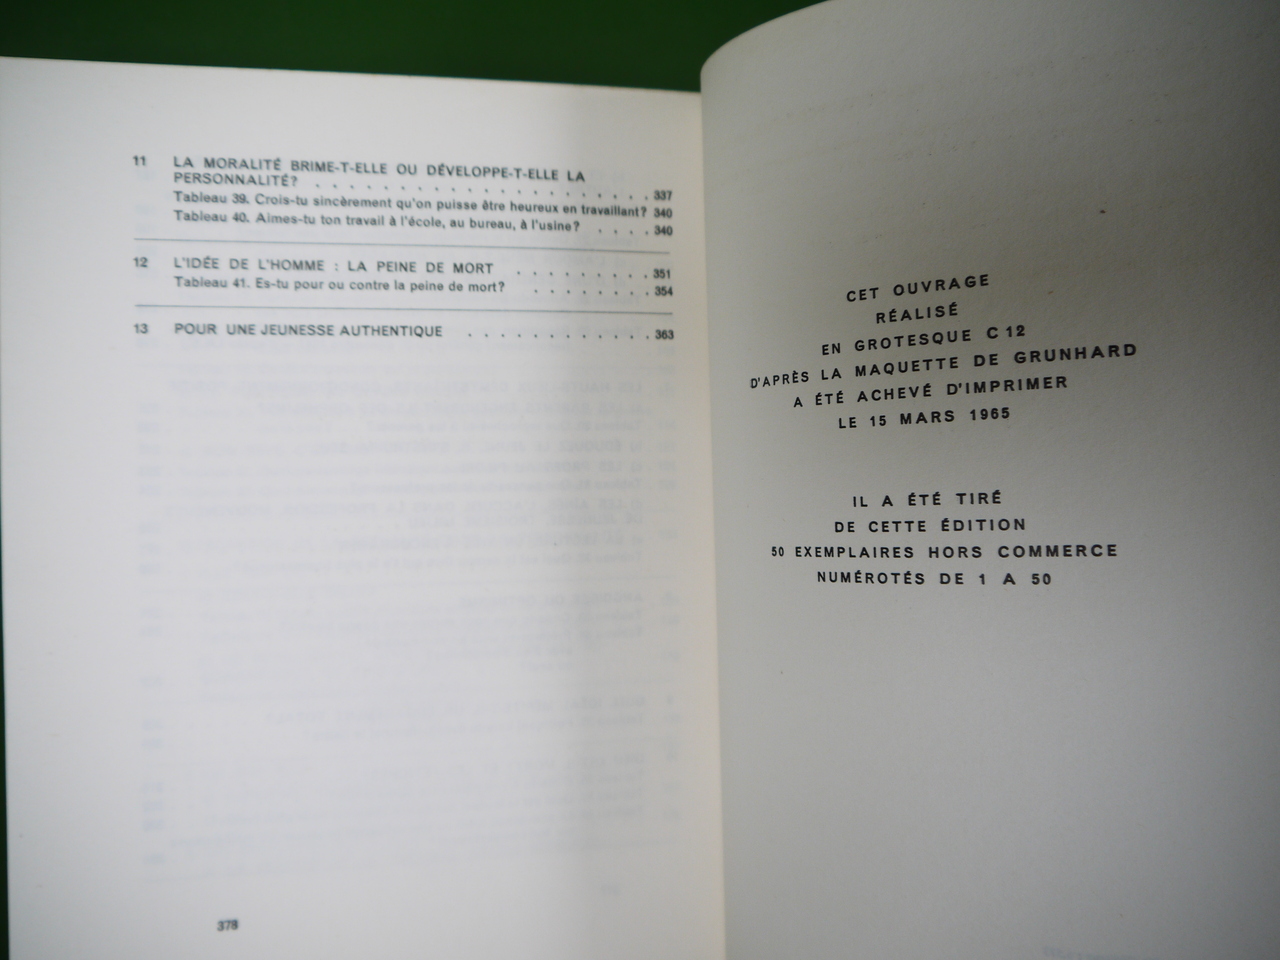 11 LA MORALITÉ BRIME-T-ELLE OU DÉVELOPPE-T-ELLE LA
PERSONNALITÉ? . . . . . . . . . . . . . . . . . . . . 337
Tableau 39. Crois-tu sincèrement qu'on puisse être heureux en travaillant? 340
Tableau 40. Aimes-tu ton travail à l'école, au bureau, à l'usine? . . . . 340
12 L'IDÉE DE L'HOMME : LA PEINE DE MORT . . . . . . . . . 351
Tableau 41. Es-tu pour ou contre la peine de mort? . . . . . . . . 354
13 POUR UNE JEUNESSE AUTHENTIQUE . . . . . . . . . . . . 363
378
CET OUVRAGE
RÉALISÉ
EN GROTESQUE C 12
D'APRÈS LA MAQUETTE DE GRUNHARD
A ÉTÉ ACHEVÉ D'IMPRIMER
LE 15 MARS 1965
IL A ÉTÉ TIRÉ
DE CETTE ÉDITION
50 EXEMPLAIRES HORS COMMERCE
NUMÉROTÉS DE 1 A 50